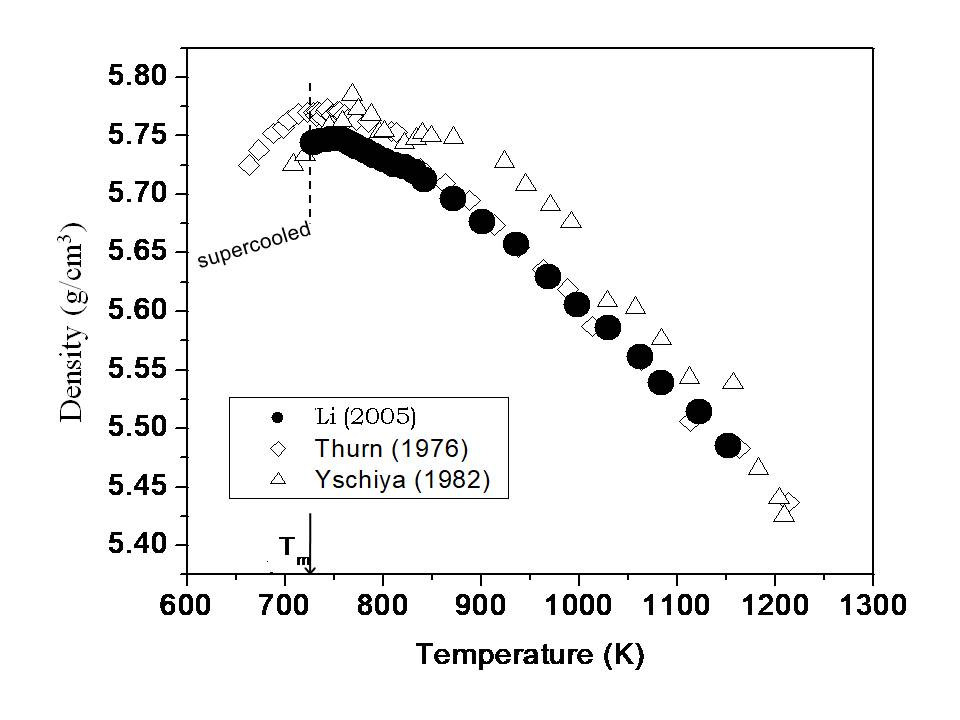 5.80
5.75
5.70
5.65
5.60
5.55
5.50
5.45
5.40
Density (g/cm³)
supercooled
Li (2005)
Thurn (1976)
Yschiya (1982)
Tm
600 700 800 900 1000 1100 1200 1300
Temperature (K)